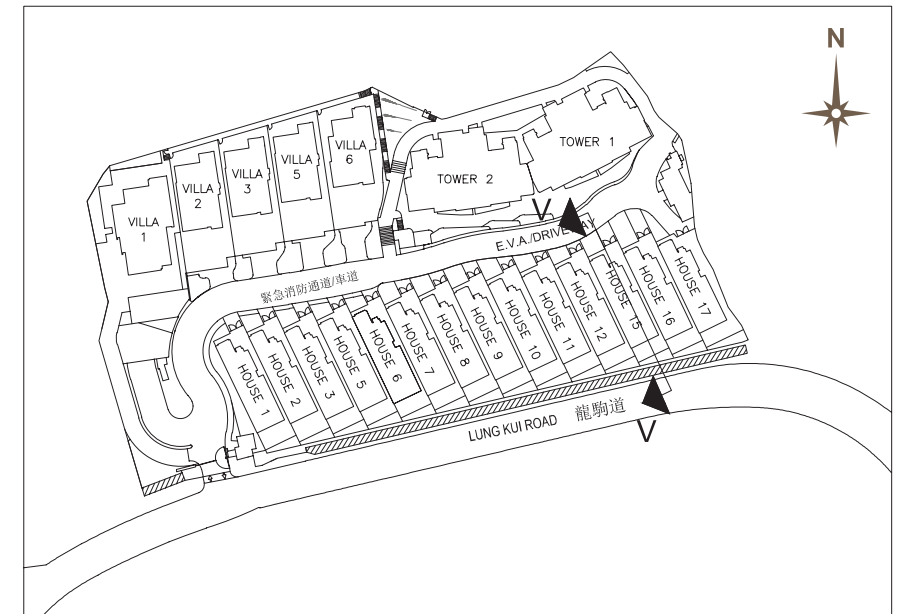 N
VILLA
1
VILLA
2
VILLA
3
VILLA
5
VILLA
6
TOWER 2
TOWER 1
V
E.V.A./DRIVEWAY
緊急消防通道/車道
HOUSE 1
HOUSE 2
HOUSE 3
HOUSE 5
HOUSE 6
HOUSE 7
HOUSE 8
HOUSE 9
HOUSE 10
HOUSE 11
HOUSE 12
HOUSE 15
HOUSE 16
HOUSE 17
LUNG KUI ROAD 龍駒道
V